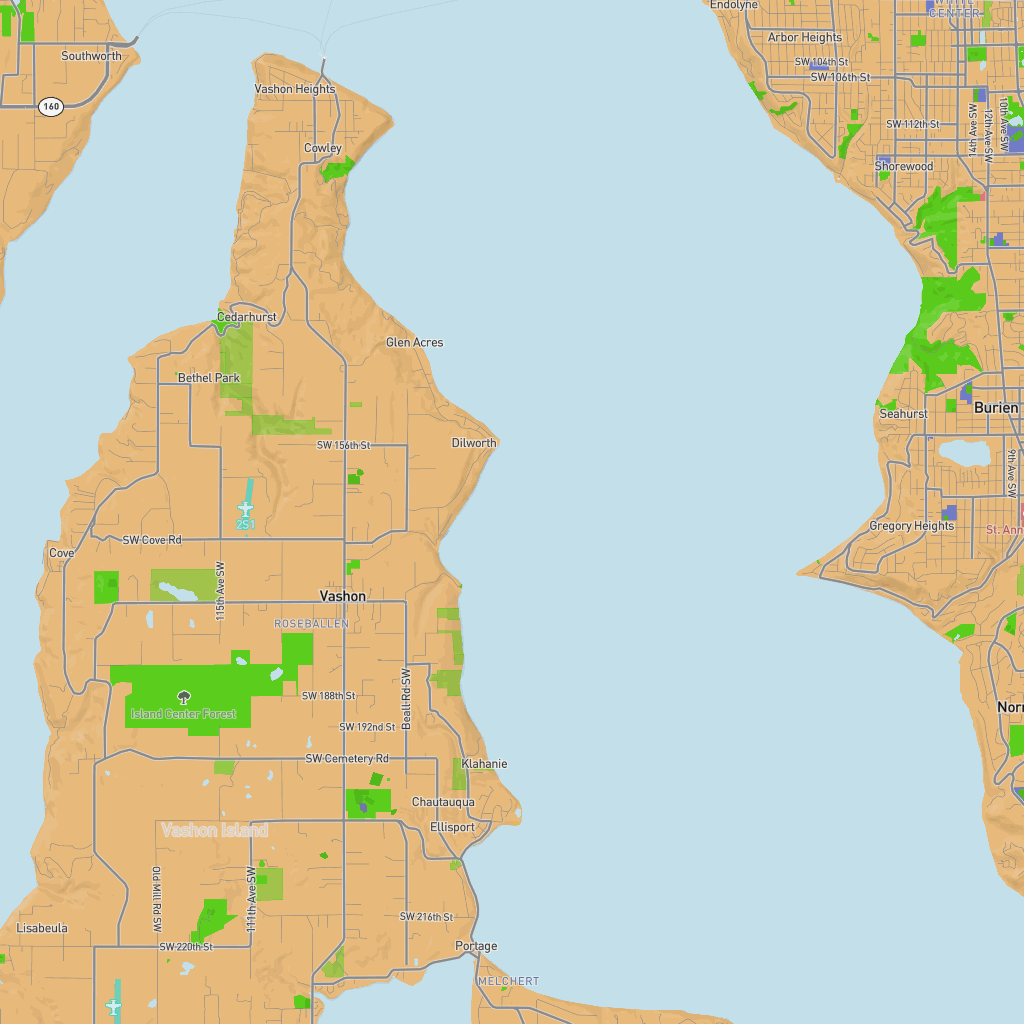 Endolyne
WHITE
CENTER
Arbor Heights
Southworth
SW 104th St
SW 106th St
Vashon Heights
160
14th Ave SW
12th Ave SW
10th Ave SW
SW 112th St
Cowley
Shorewood
Cedarhurst
Glen Acres
Bethel Park
Seahurst
Burien
SW 156th St
Dilworth
9th Ave SW
2S1
Gregory Heights
St. Ann
SW Cove Rd
Cove
115th Ave SW
Vashon
ROSEBALLEN
SW 188th St
Beall Rd SW
Island Center Forest
Norm
SW 192nd St
SW Cemetery Rd
Klahanie
Chautauqua
Ellisport
Vashon Island
Old Mill Rd SW
111th Ave SW
SW 216th St
Lisabeula
SW 220th St
Portage
MELCHERT